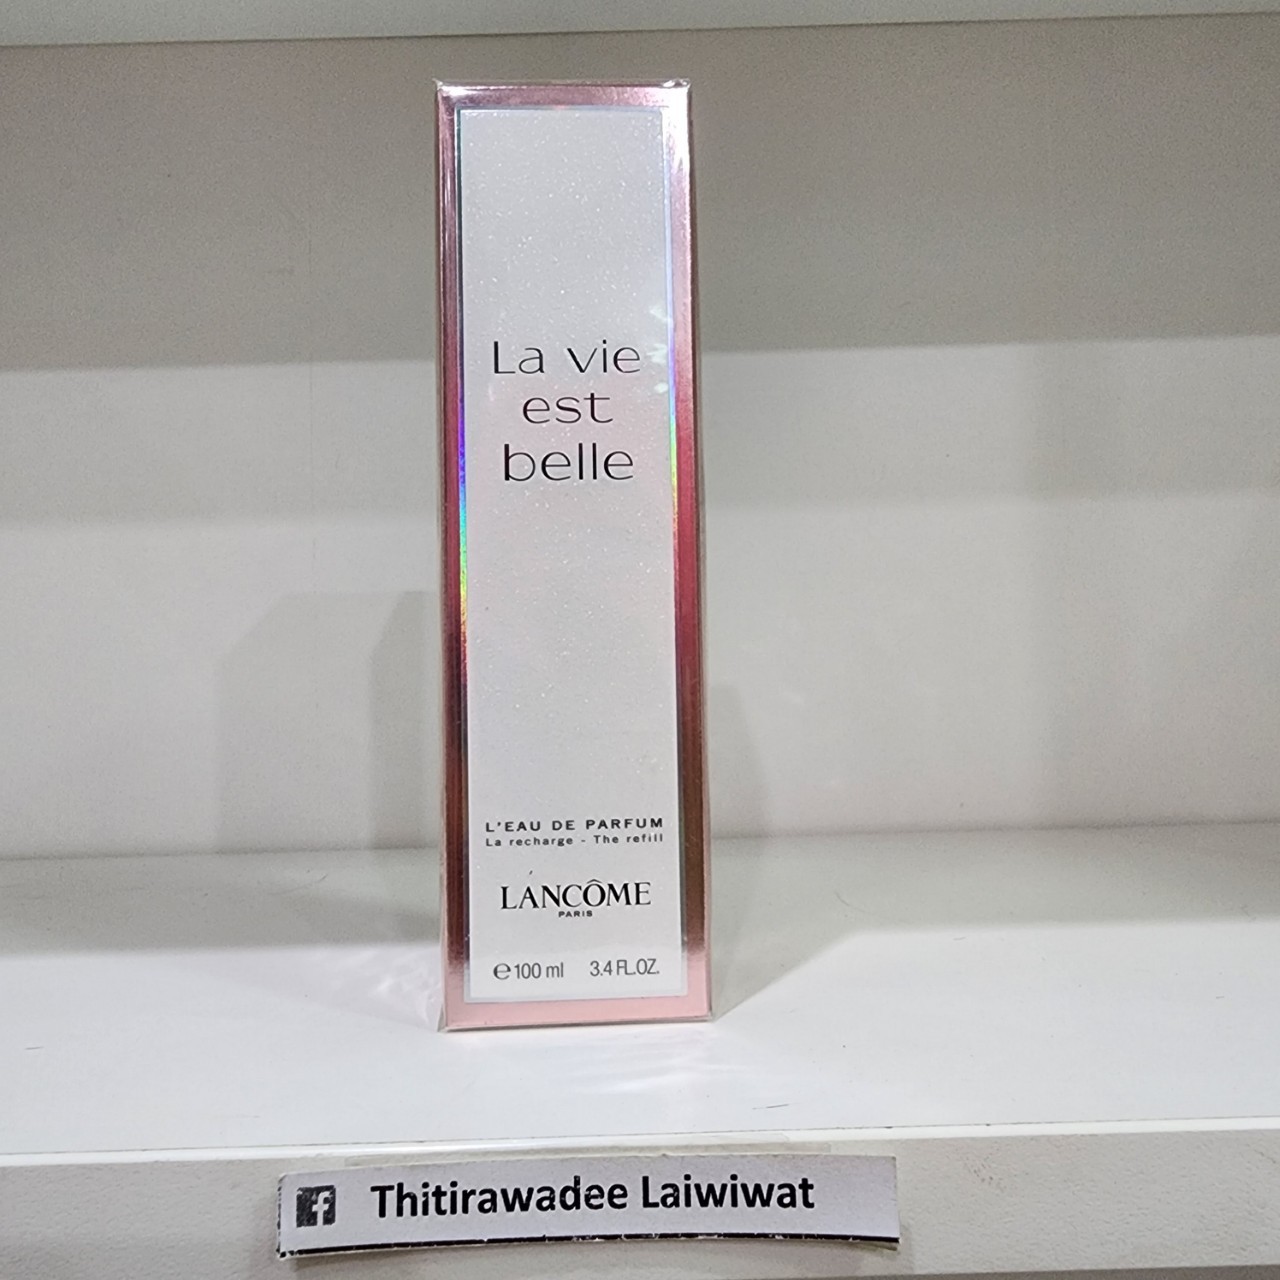 La vie
est
belle
L'EAU DE PARFUM
La recharge - The refill
LANCÔME
PARIS
e 100 ml 3.4 FL.OZ.
f Thitirawadee Laiwiwat